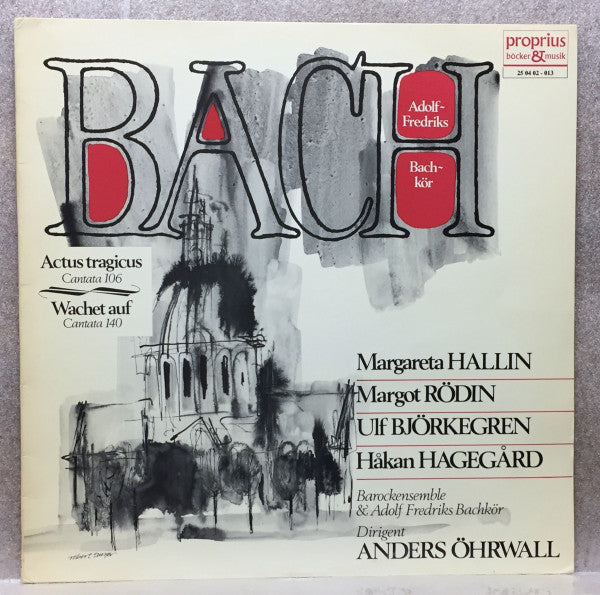 BACH
Adolf-
Fredriks
Bach-
kör
proprius
böcker & musik
25 04 02 - 013
Actus tragicus
Cantata 106
Wachet auf
Cantata 140
Margareta HALLIN
Margot RÖDIN
Ulf BJÖRKEGREN
Håkan HAGEGÅRD
Barockensemble
& Adolf Fredriks Bachkör
Dirigent
ANDERS ÖHRWALL